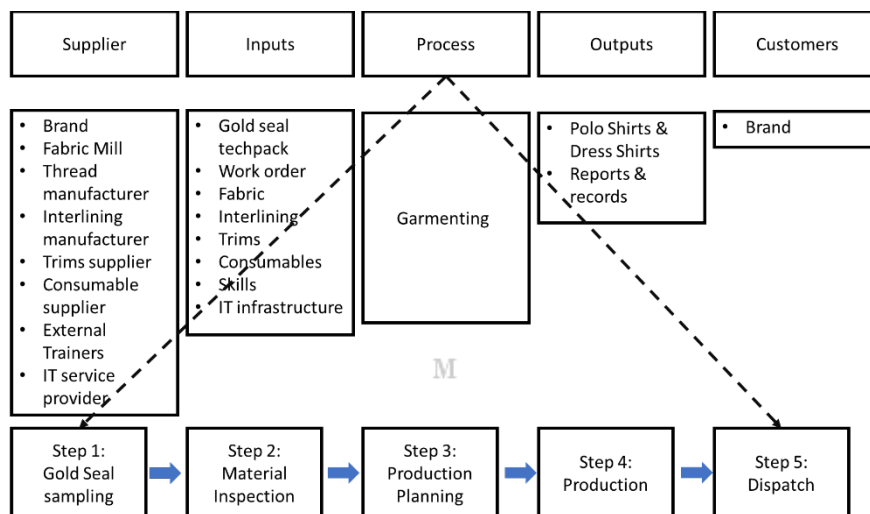 Supplier
Inputs
Process
Outputs
Customers
• Brand
• Fabric Mill
• Thread
manufacturer
• Interlining
manufacturer
• Trims supplier
• Consumable
supplier
• External
Trainers
• IT service
provider
• Gold seal
techpack
• Work order
• Fabric
• Interlining
• Trims
• Consumables
• Skills
• IT infrastructure
Garmenting
• Polo Shirts &
Dress Shirts
• Reports &
records
• Brand
M
Step 1:
Gold Seal
sampling
Step 2:
Material
Inspection
Step 3:
Production
Planning
Step 4:
Production
Step 5:
Dispatch